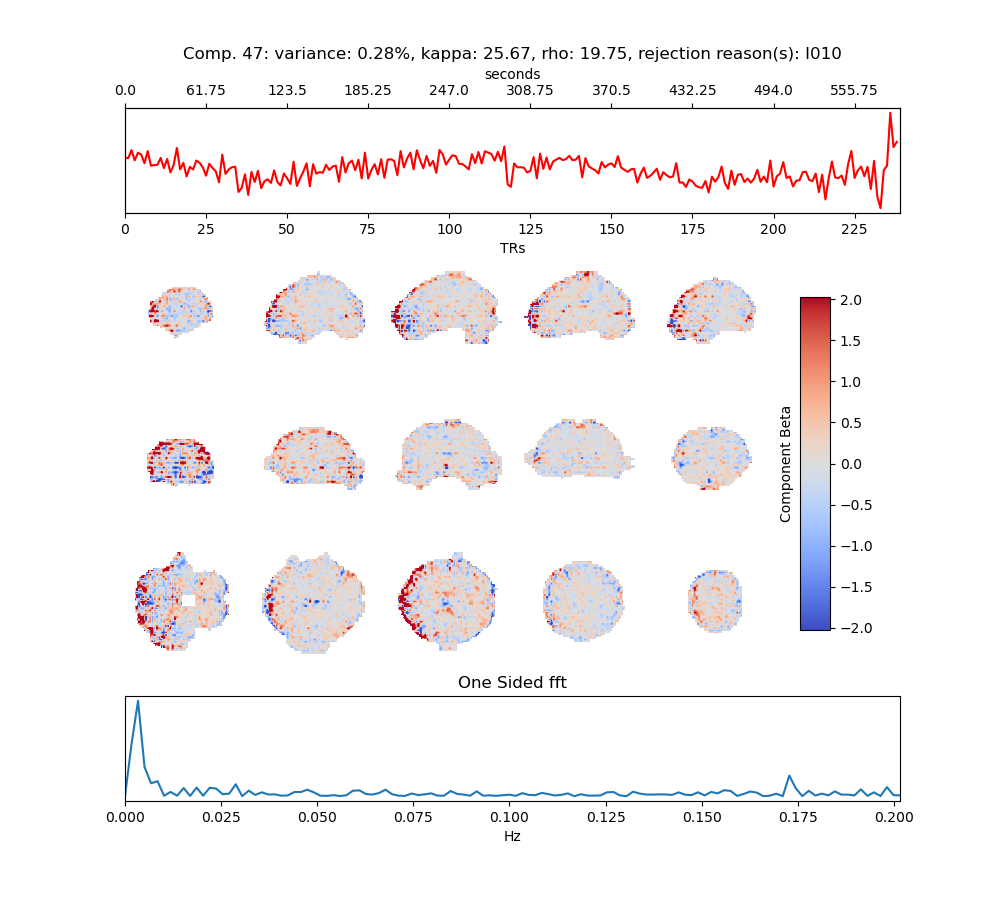 Comp. 47: variance: 0.28%, kappa: 25.67, rho: 19.75, rejection reason(s): I010
seconds
0.0 61.75 123.5 185.25 247.0 308.75 370.5 432.25 494.0 555.75
0 25 50 75 100 125 150 175 200 225
TRs
2.0
1.5
1.0
0.5
0.0
−0.5
−1.0
−1.5
−2.0
Component Beta
One Sided fft
0.000 0.025 0.050 0.075 0.100 0.125 0.150 0.175 0.200
Hz